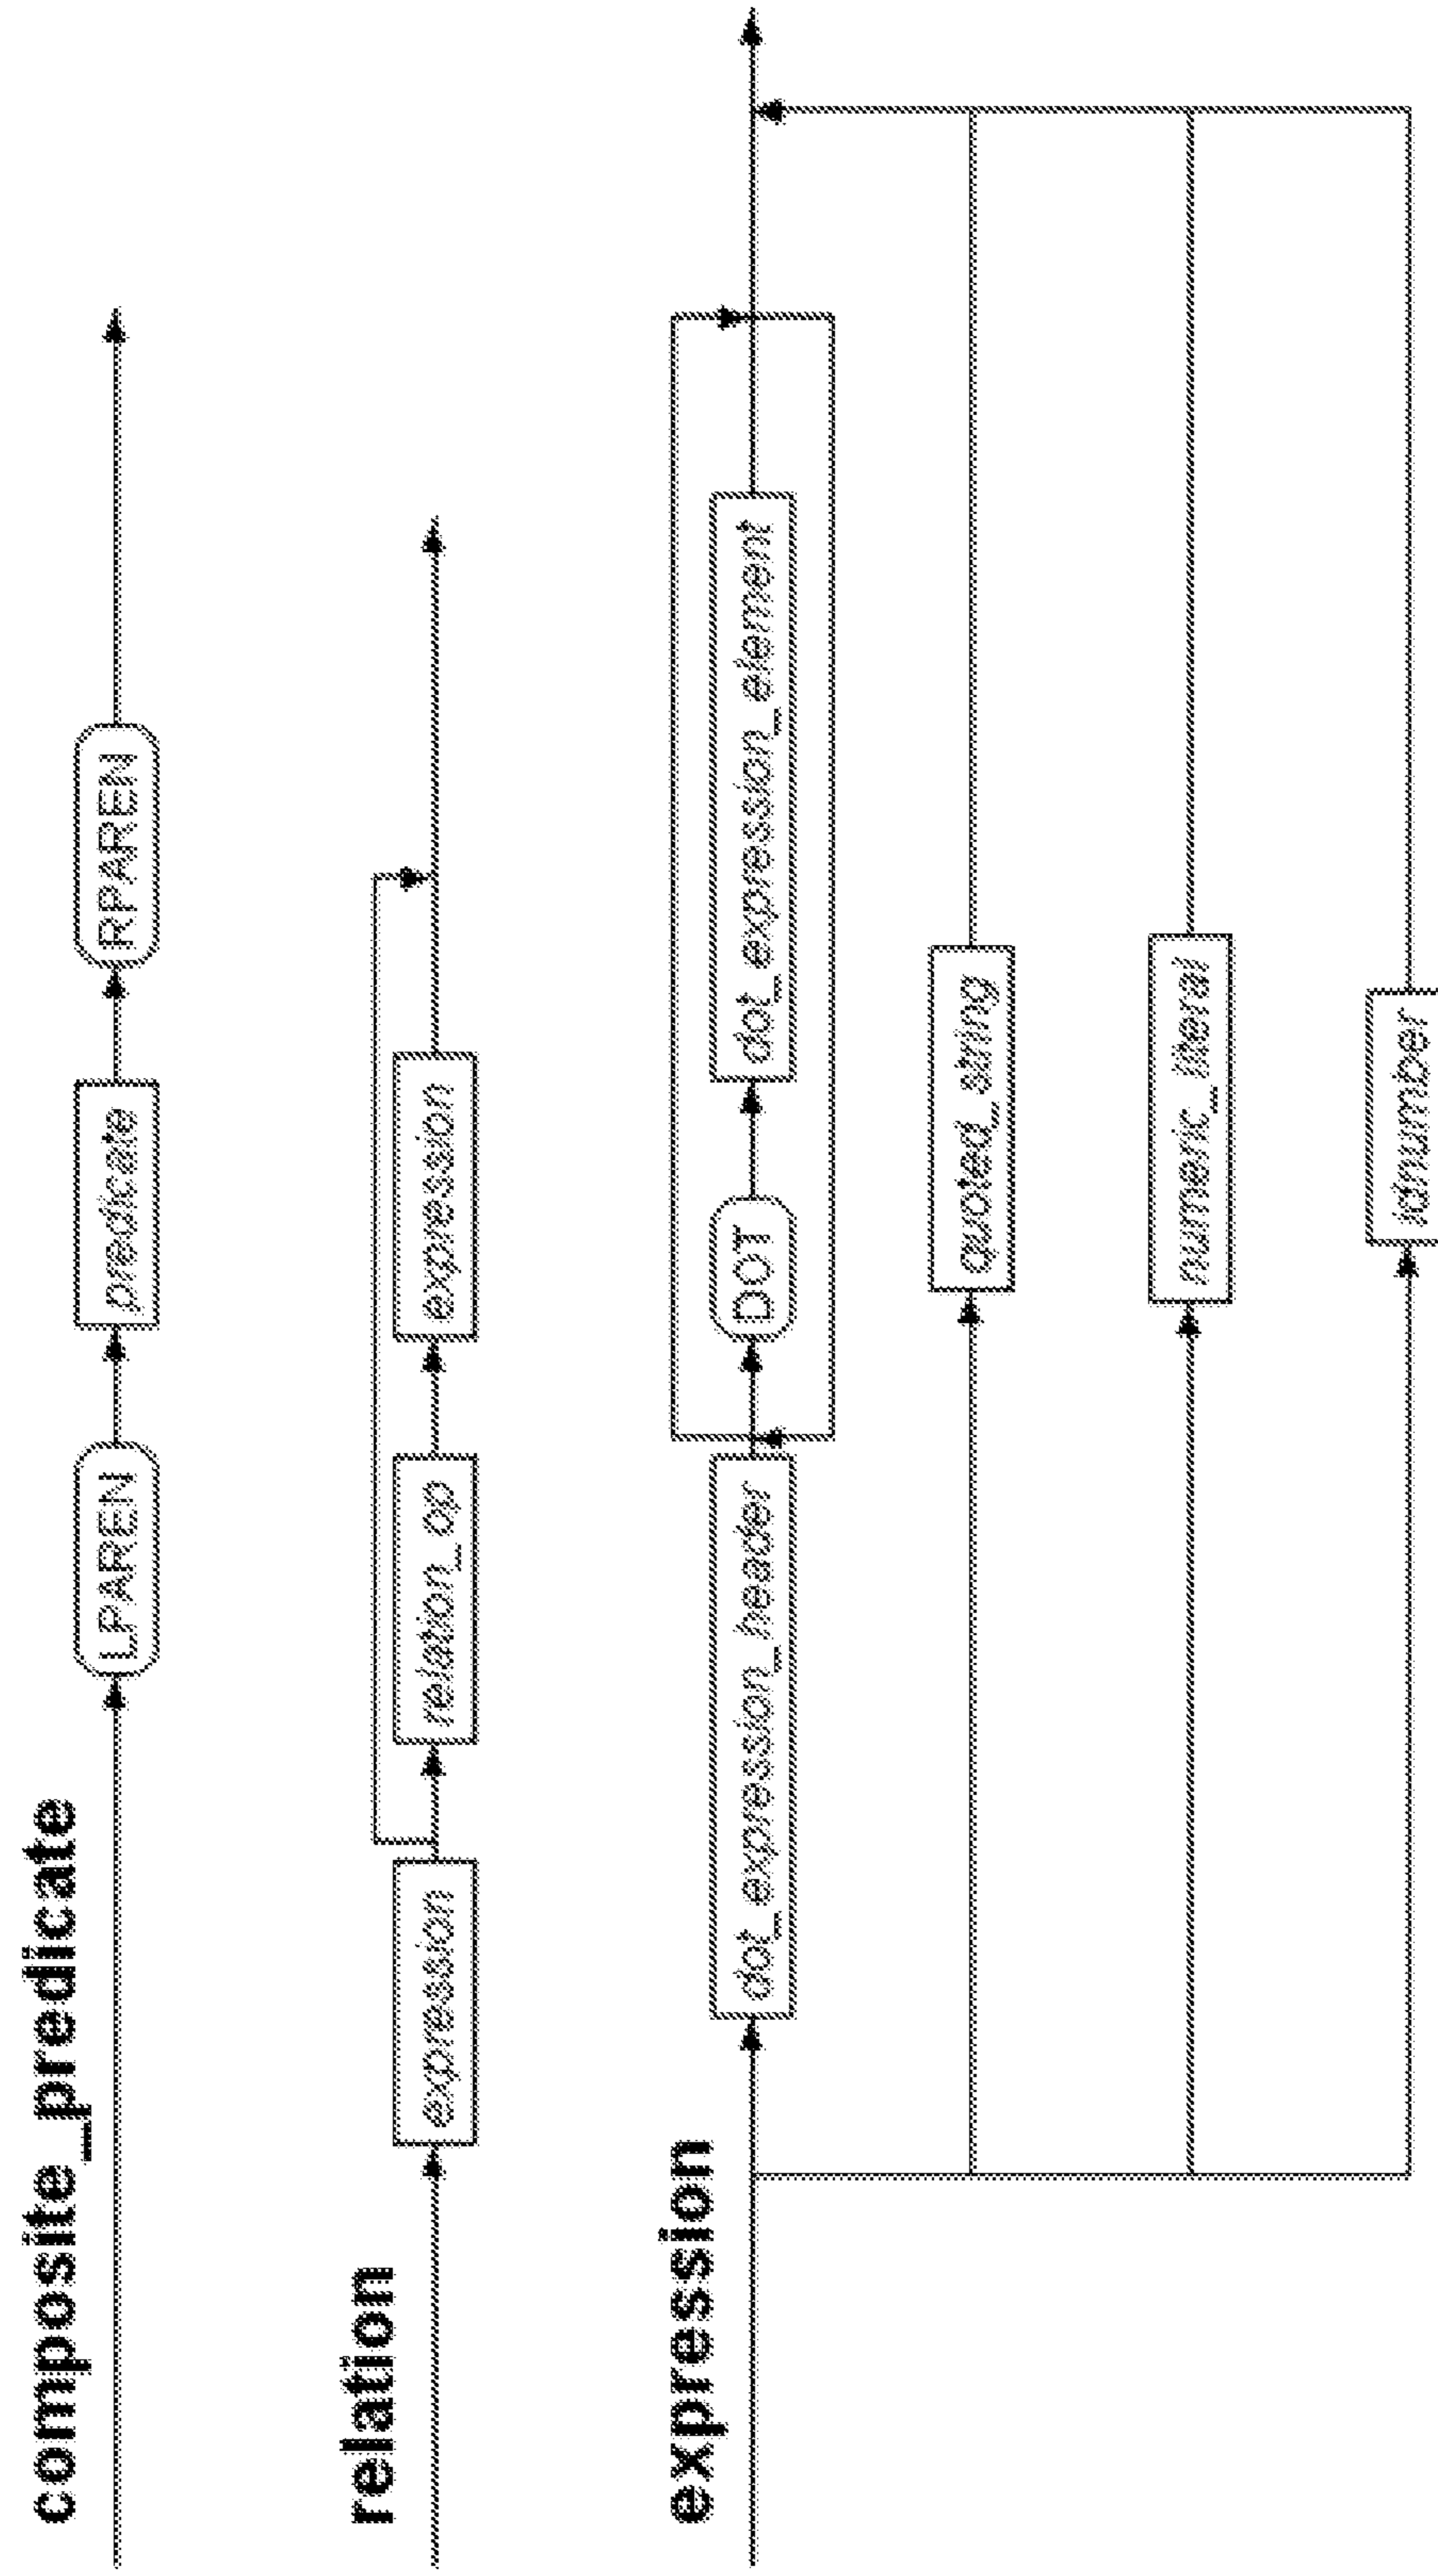 composite_predicate
LPAREN predicate RPAREN
relation
expression relation_op expression
expression
dot_expression_header DOT dot_expression_element
quoted_string
numeric_literal
idnumber